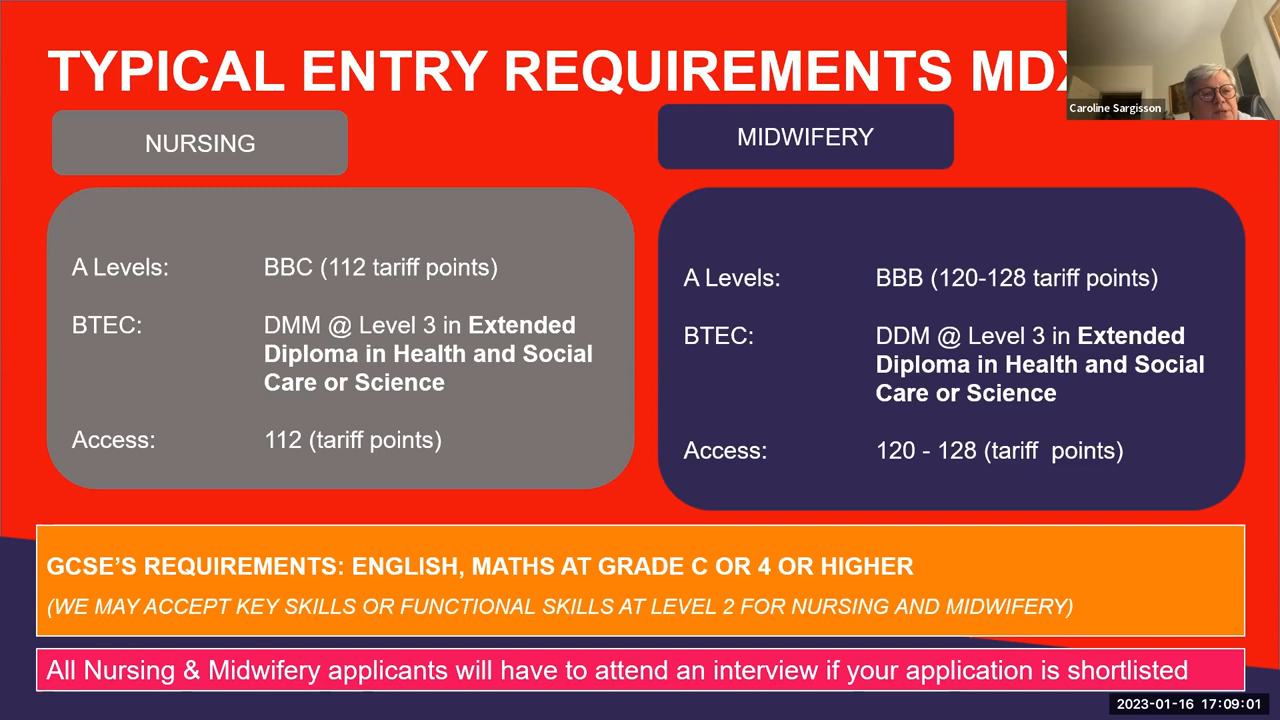 TYPICAL ENTRY REQUIREMENTS MDX
Caroline Sargisson
NURSING
A Levels: BBC (112 tariff points)
BTEC: DMM @ Level 3 in Extended
Diploma in Health and Social
Care or Science
Access: 112 (tariff points)
MIDWIFERY
A Levels: BBB (120-128 tariff points)
BTEC: DDM @ Level 3 in Extended
Diploma in Health and Social
Care or Science
Access: 120 - 128 (tariff points)
GCSE'S REQUIREMENTS: ENGLISH, MATHS AT GRADE C OR 4 OR HIGHER
(WE MAY ACCEPT KEY SKILLS OR FUNCTIONAL SKILLS AT LEVEL 2 FOR NURSING AND MIDWIFERY)
All Nursing & Midwifery applicants will have to attend an interview if your application is shortlisted
2023-01-16 17:09:01